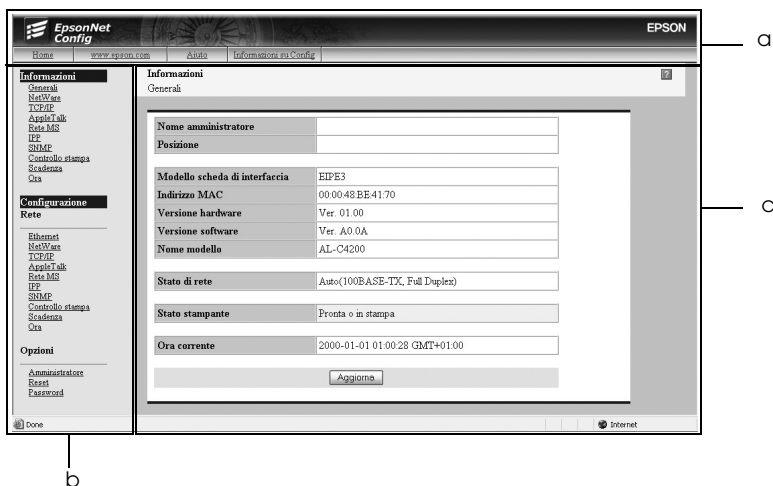 EpsonNet
Config
EPSON
Home www.epson.com Aiuto Informazioni su Config
a
Informazioni
Generali
NetWare
TCP/IP
AppleTalk
Rete MS
IPP
SNMP
Controllo stampa
Scadenza
Ora
Configurazione
Rete
Ethernet
NetWare
TCP/IP
AppleTalk
Rete MS
IPP
SNMP
Controllo stampa
Scadenza
Ora
Opzioni
Amministratore
Reset
Password
Informazioni ?
Generali
Nome amministratore
Posizione
Modello scheda di interfaccia EIPE3
Indirizzo MAC 00:00:48:BE:41:70
Versione hardware Ver. 01.00
Versione software Ver. A0.0A
Nome modello AL-C4200
Stato di rete Auto(100BASE-TX, Full Duplex)
Stato stampante Pronta o in stampa
Ora corrente 2000-01-01 01:00:28 GMT+01:00
Aggiorna
Done Internet
b